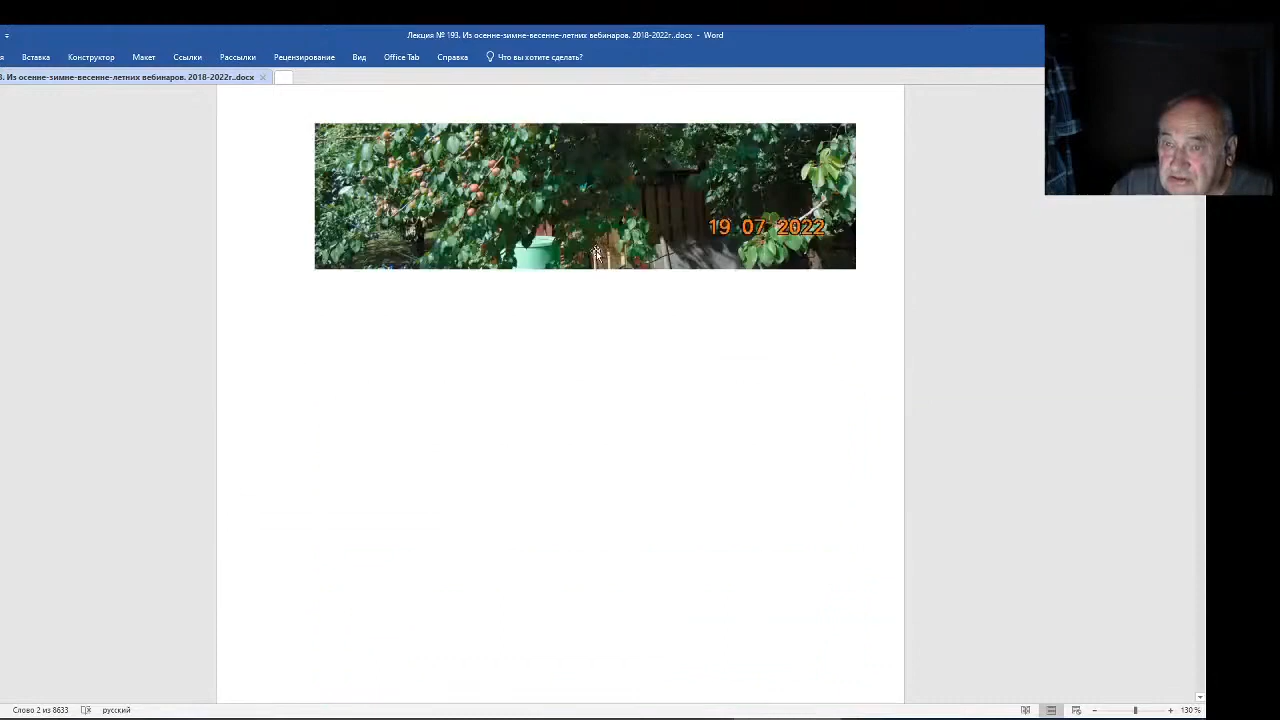 Лекция № 193. Из осенне-зимне-весенне-летних вебинаров. 2018-2022г..docx - Word
я Вставка Конструктор Макет Ссылки Рассылки Рецензирование Вид Office Tab Справка Что вы хотите сделать?
3. Из осенне-зимне-весенне-летних вебинаров. 2018-2022г..docx
19 07 2022
Слово 2 из 8633 русский 130 %